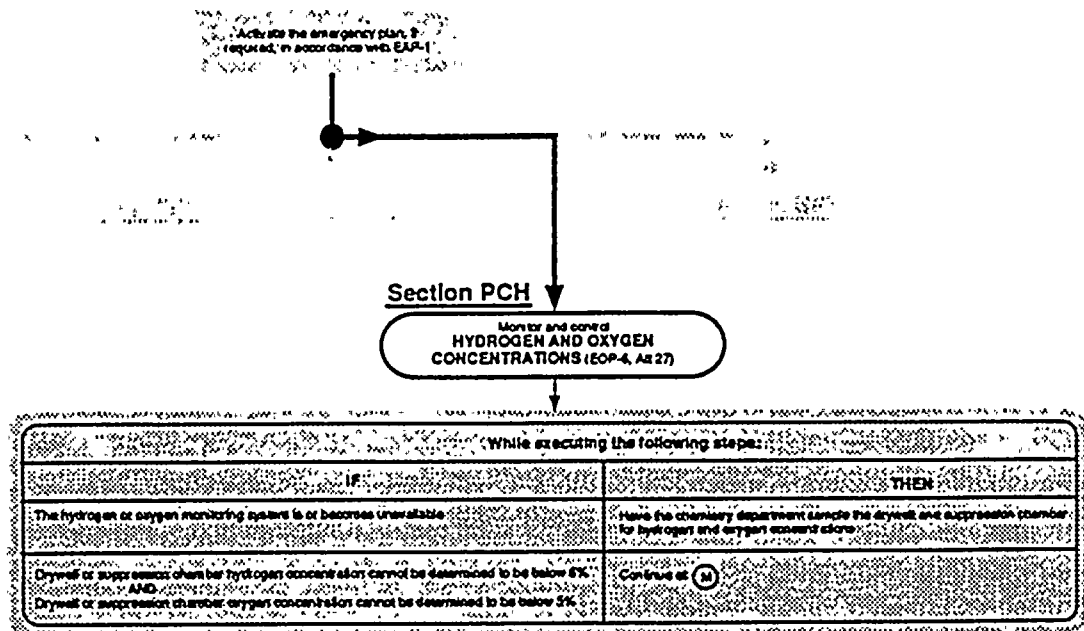 Activate the emergency plan, if
required, in accordance with EAP-1
Section PCH
Monitor and control
HYDROGEN AND OXYGEN
CONCENTRATIONS (EOP-6, Att 27)
While executing the following steps:
IF
THEN
The hydrogen or oxygen monitoring system is or becomes unavailable
Have the chemistry department sample the drywell and suppression chamber
for hydrogen and oxygen concentrations
Drywell or suppression chamber hydrogen concentration cannot be determined to be below 6%
AND
Drywell or suppression chamber oxygen concentration cannot be determined to be below 5%
Continue at M